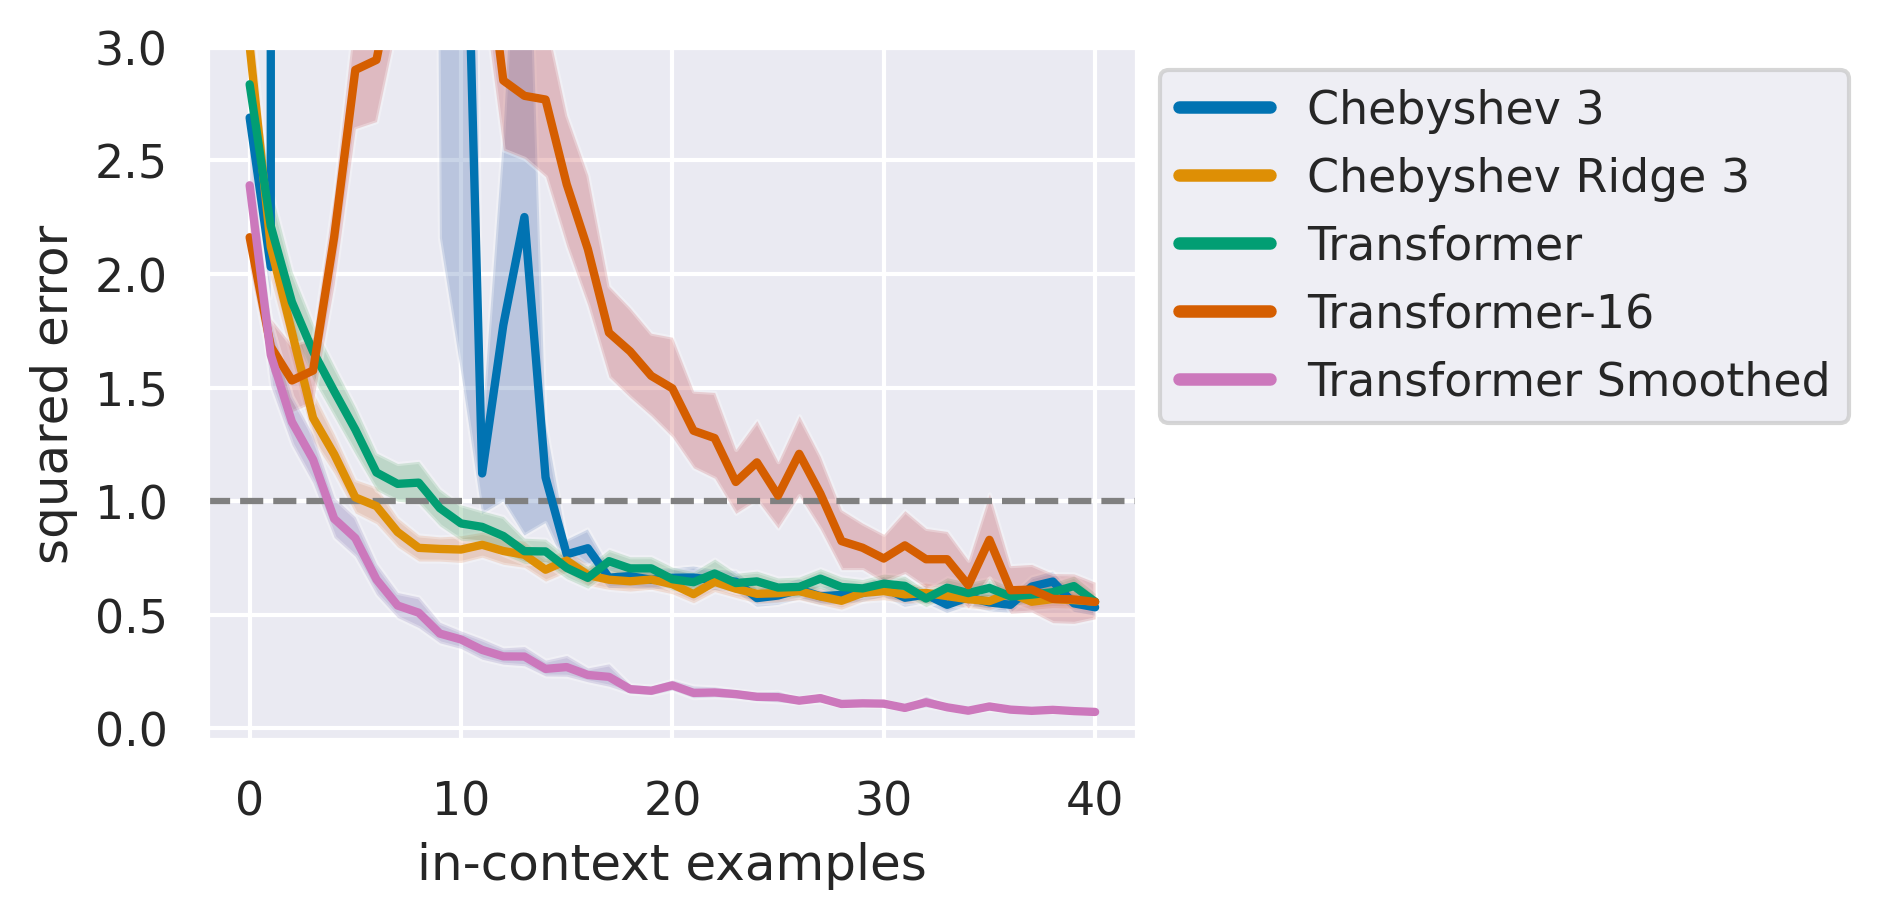 3.0
2.5
2.0
1.5
1.0
0.5
0.0
squared error
0 10 20 30 40
in-context examples
Chebyshev 3
Chebyshev Ridge 3
Transformer
Transformer-16
Transformer Smoothed